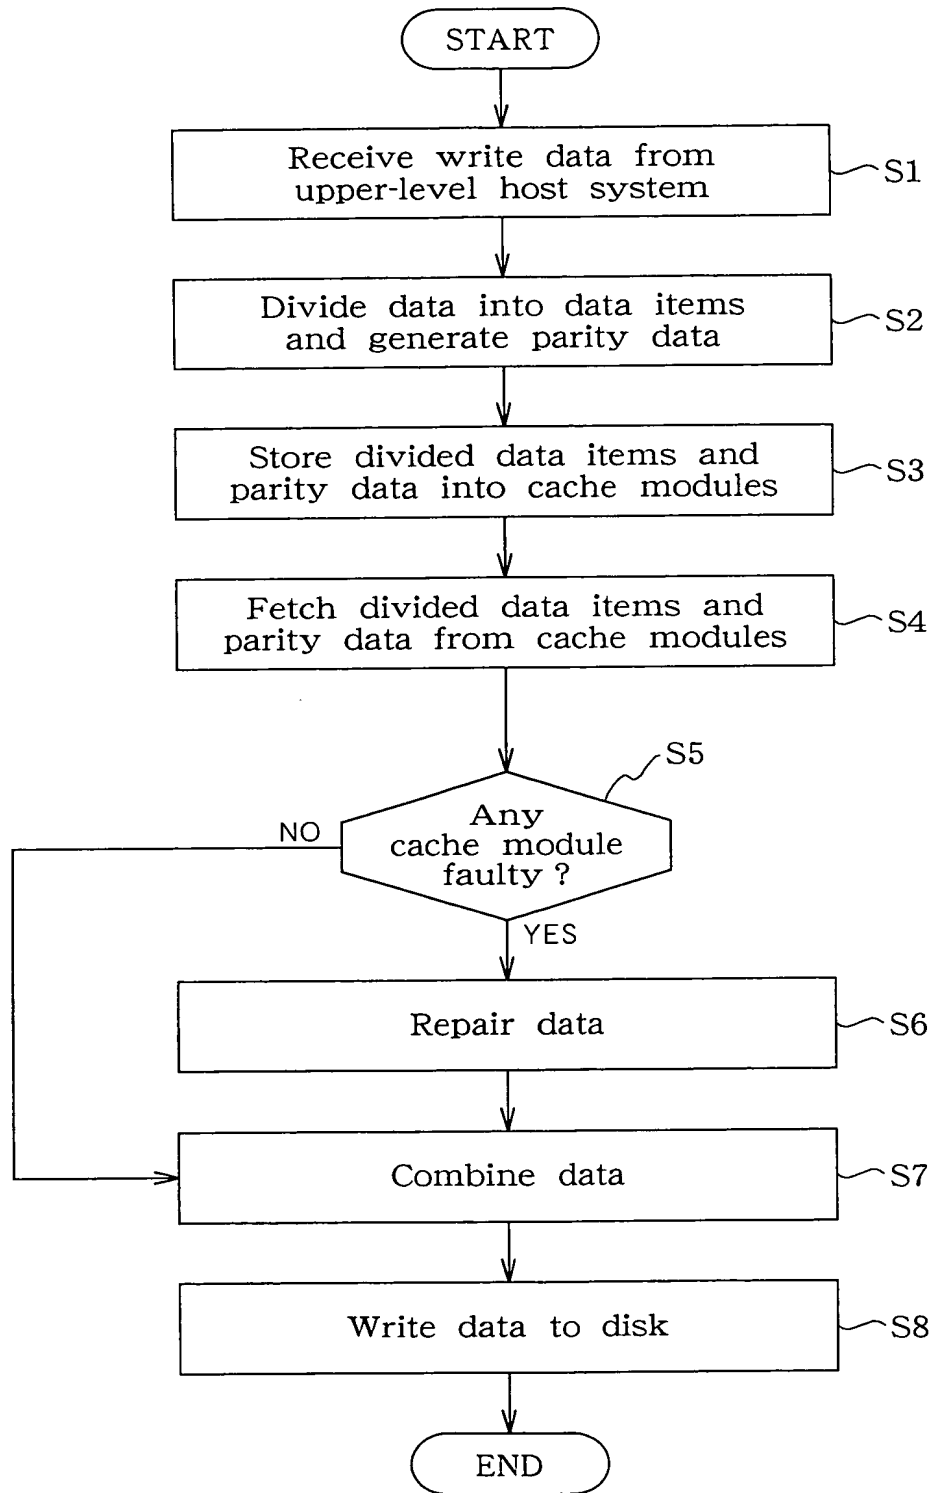 START
Receive write data from
upper-level host system
S1
Divide data into data items
and generate parity data
S2
Store divided data items and
parity data into cache modules
S3
Fetch divided data items and
parity data from cache modules
S4
S5
Any
cache module
faulty ?
NO
YES
Repair data
S6
Combine data
S7
Write data to disk
S8
END